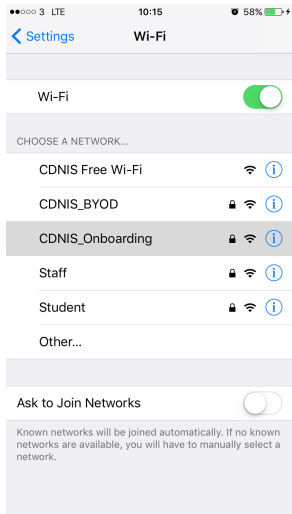 ●●○○○ 3 LTE 10:15 58%
Settings Wi-Fi
Wi-Fi
CHOOSE A NETWORK...
CDNIS Free Wi-Fi
CDNIS_BYOD
CDNIS_Onboarding
Staff
Student
Other...
Ask to Join Networks
Known networks will be joined automatically. If no known
networks are available, you will have to manually select a
network.